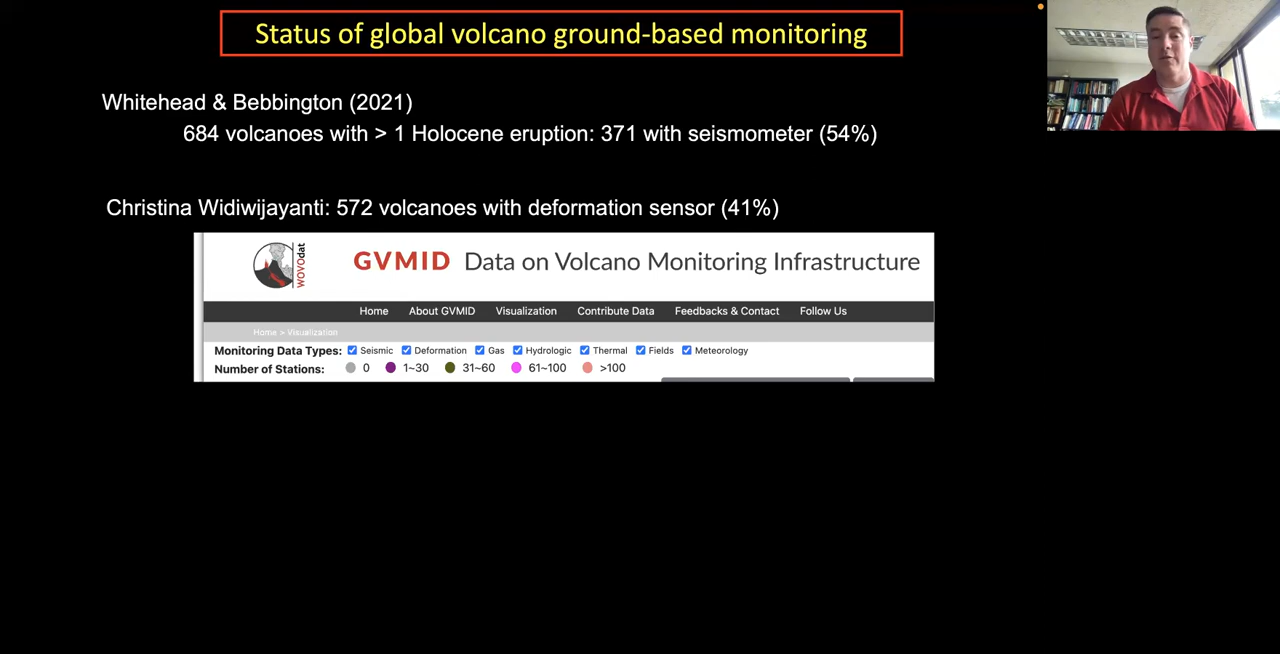 Status of global volcano ground-based monitoring
Whitehead & Bebbington (2021)
684 volcanoes with > 1 Holocene eruption: 371 with seismometer (54%)
Christina Widiwijayanti: 572 volcanoes with deformation sensor (41%)
WOVOdat
GVMID Data on Volcano Monitoring Infrastructure
Home About GVMID Visualization Contribute Data Feedbacks & Contact Follow Us
Home > Visualization
Monitoring Data Types: Seismic Deformation Gas Hydrologic Thermal Fields Meteorology
Number of Stations: 0 1~30 31~60 61~100 >100